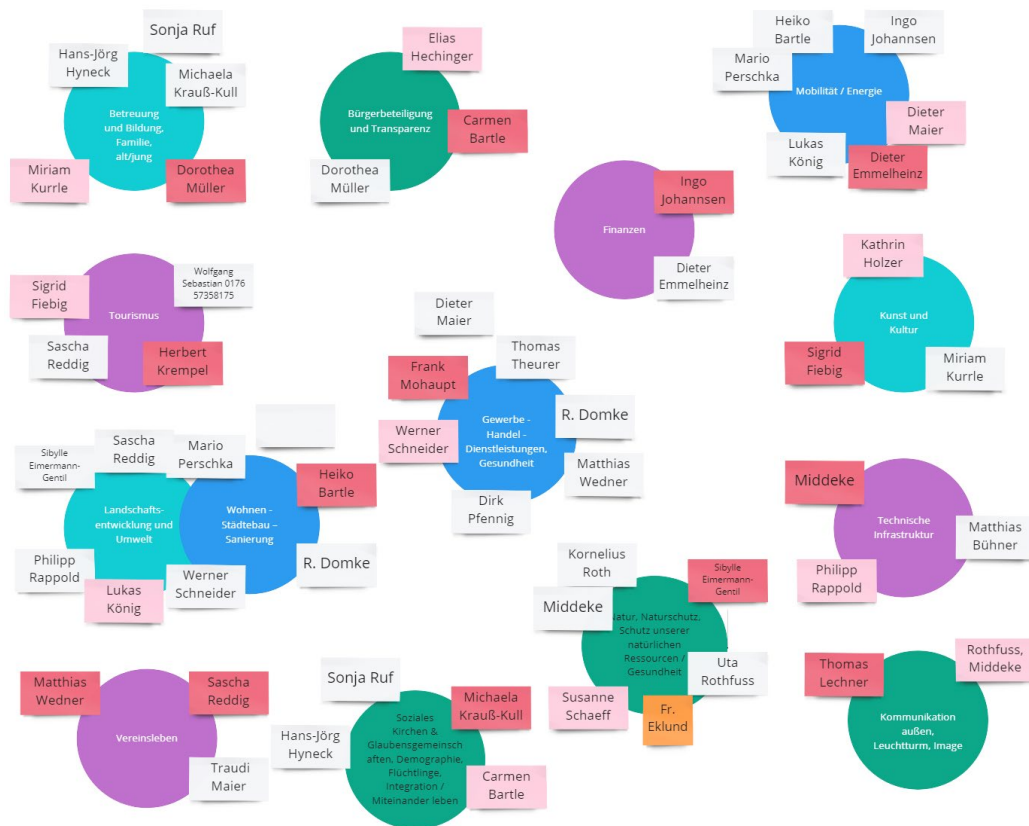 Sonja Ruf
Hans-Jörg
Hyneck
Michaela
Krauß-Kull
Betreuung
und Bildung,
Familie,
alt/jung
Miriam
Kurrle
Dorothea
Müller
Elias
Hechinger
Bürgerbeteiligung
und Transparenz
Carmen
Bartle
Dorothea
Müller
Heiko
Bartle
Ingo
Johannsen
Mario
Perschka
Mobilität / Energie
Dieter
Maier
Lukas
König
Dieter
Emmelheinz
Ingo
Johannsen
Finanzen
Dieter
Emmelheinz
Sigrid
Fiebig
Wolfgang
Sebastian 0176
57358175
Tourismus
Sascha
Reddig
Herbert
Krempel
Kathrin
Holzer
Kunst und
Kultur
Sigrid
Fiebig
Miriam
Kurrle
Dieter
Maier
Thomas
Theurer
Frank
Mohaupt
R. Domke
Gewerbe -
Handel -
Dienstleistungen,
Gesundheit
Werner
Schneider
Matthias
Wedner
Dirk
Pfennig
Sibylle
Eimermann-
Gentil
Sascha
Reddig
Mario
Perschka
Heiko
Bartle
Landschafts-
entwicklung und
Umwelt
Wohnen -
Städtebau –
Sanierung
Philipp
Rappold
Lukas
König
Werner
Schneider
R. Domke
Middeke
Technische
Infrastruktur
Matthias
Bühner
Philipp
Rappold
Kornelius
Roth
Sibylle
Eimermann-
Gentil
Middeke
Natur, Naturschutz,
Schutz unserer
natürlichen
Ressourcen /
Gesundheit
Uta
Rothfuss
Susanne
Schaeff
Fr.
Eklund
Matthias
Wedner
Sascha
Reddig
Vereinsleben
Traudi
Maier
Sonja Ruf
Michaela
Krauß-Kull
Hans-Jörg
Hyneck
Soziales
Kirchen &
Glaubensgemeinsch
aften, Demographie,
Flüchtlinge,
Integration /
Miteinander leben
Carmen
Bartle
Thomas
Lechner
Rothfuss,
Middeke
Kommunikation
außen,
Leuchtturm, Image